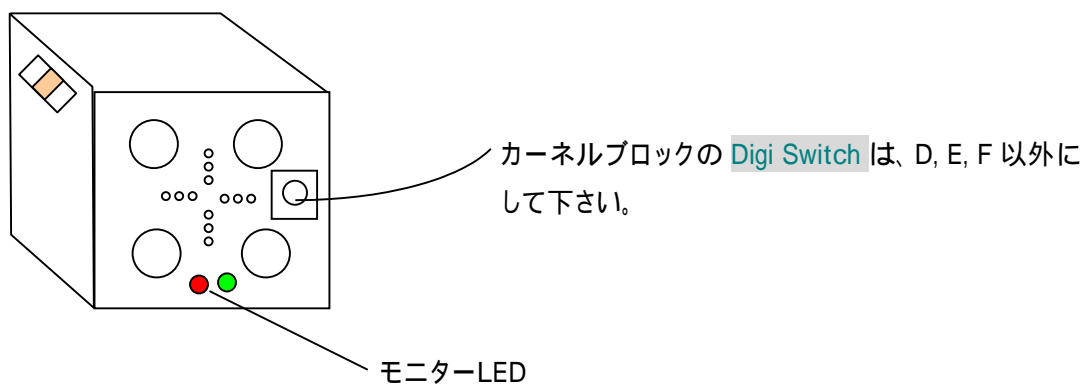 カーネルブロックの Digi Switch は、D, E, F 以外に
して下さい。
モニターLED